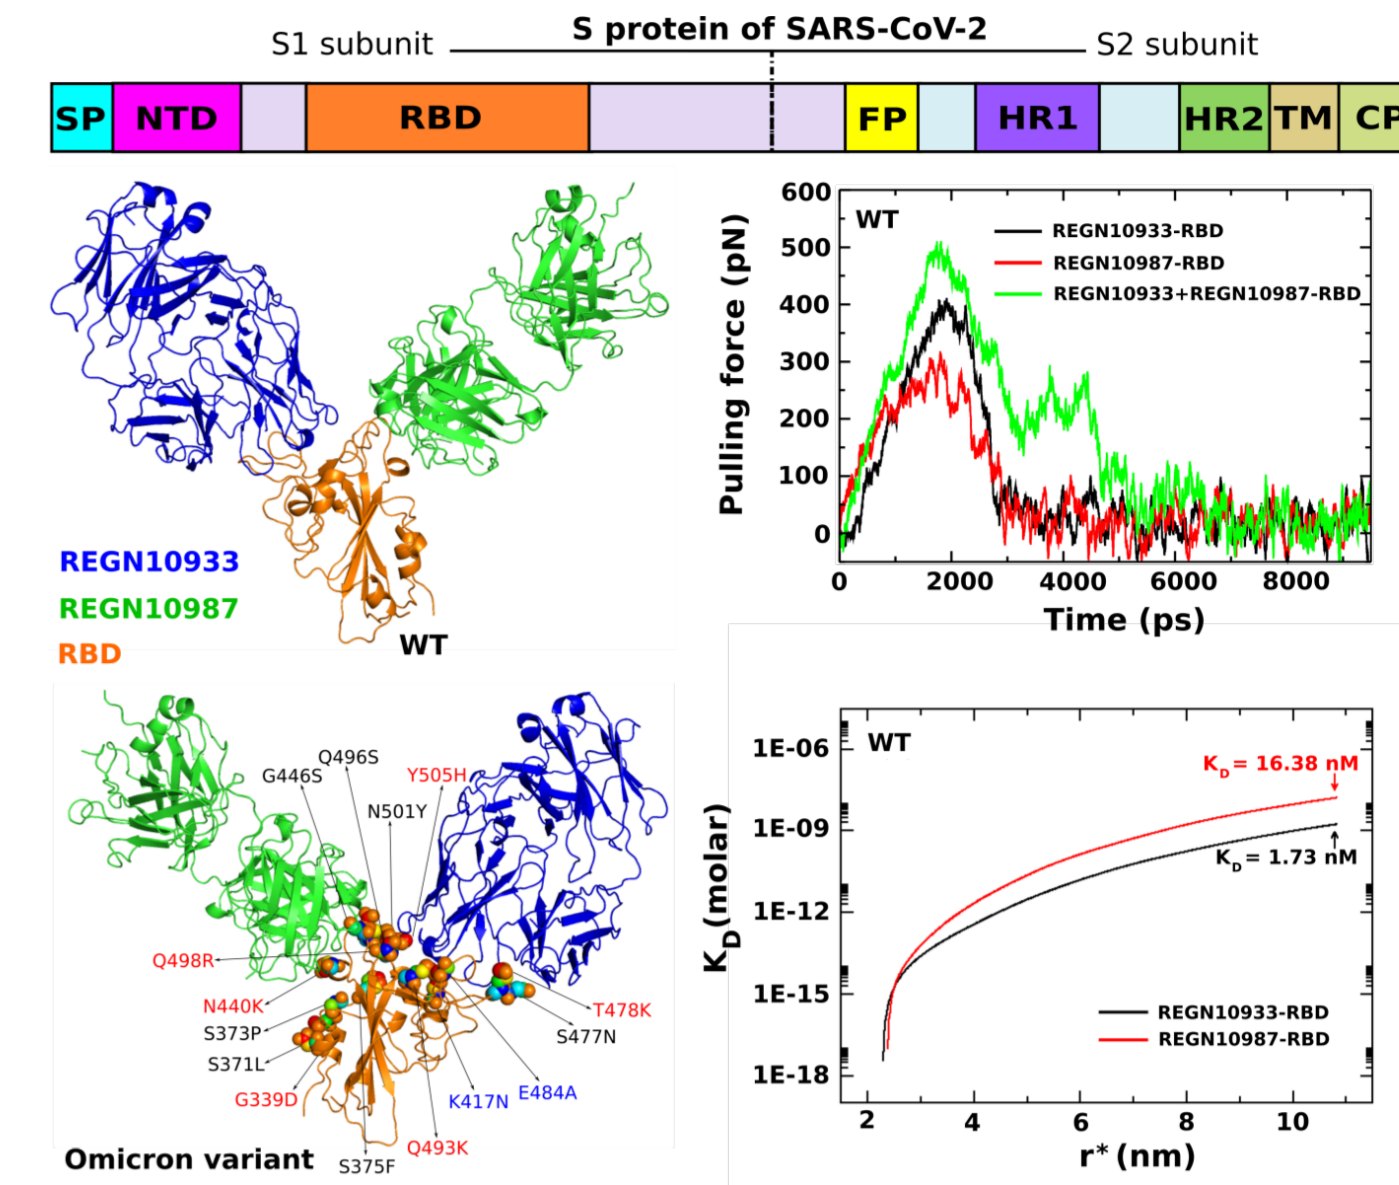 S protein of SARS-CoV-2
S1 subunit
S2 subunit
SP NTD RBD FP HR1 HR2 TM CP
REGN10933
REGN10987
RBD
WT
600
500
400
300
200
100
0
Pulling force (pN)
WT
REGN10933-RBD
REGN10987-RBD
REGN10933+REGN10987-RBD
0 2000 4000 6000 8000
Time (ps)
Q496S
G446S
Y505H
N501Y
Q498R
N440K
S373P
S371L
G339D
T478K
S477N
E484A
K417N
Q493K
S375F
Omicron variant
1E-06
1E-09
1E-12
1E-15
1E-18
KD(molar)
WT
KD= 16.38 nM
KD= 1.73 nM
REGN10933-RBD
REGN10987-RBD
2 4 6 8 10
r* (nm)